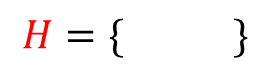 H = { }